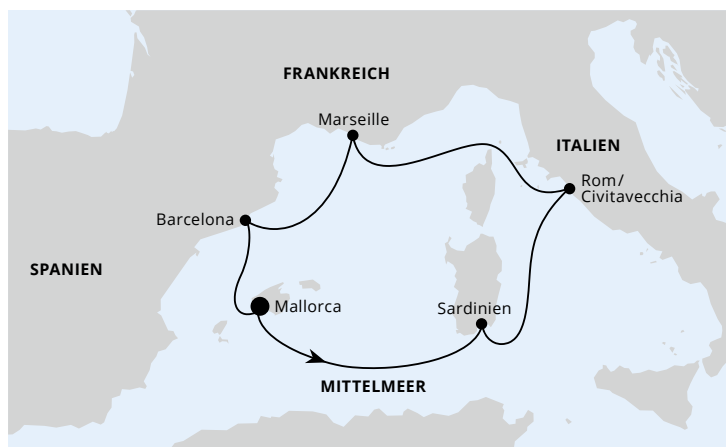 FRANKREICH
Marseille
ITALIEN
Rom/
Civitavecchia
Barcelona
SPANIEN
Mallorca
Sardinien
MITTELMEER